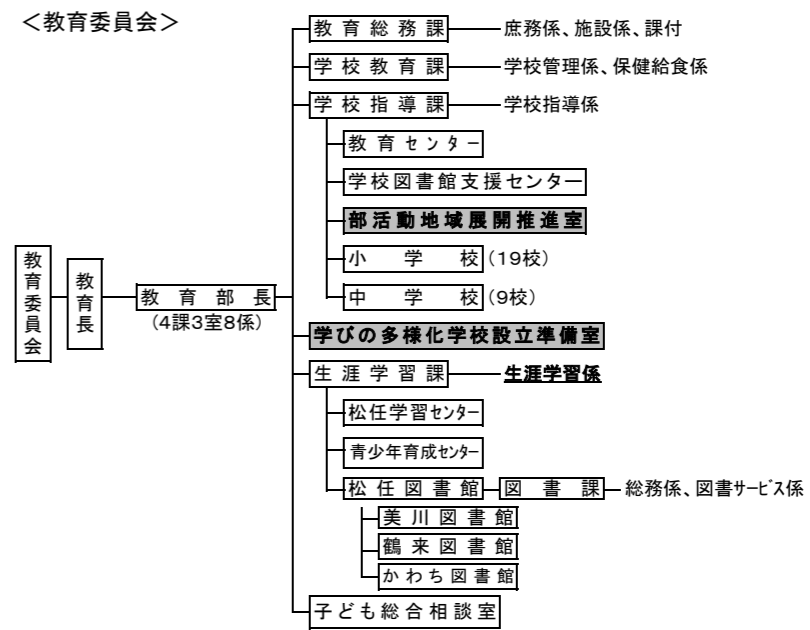 ＜教育委員会＞
教育総務課 庶務係、施設係、課付
学校教育課 学校管理係、保健給食係
学校指導課 学校指導係
教育センター
学校図書館支援センター
部活動地域展開推進室
小学校 (19校)
中学校 (9校)
教育委員会
教育長
教育部長
(4課3室8係)
学びの多様化学校設立準備室
生涯学習課 生涯学習係
松任学習センター
青少年育成センター
松任図書館 図書課 総務係、図書サービス係
美川図書館
鶴来図書館
かわち図書館
子ども総合相談室